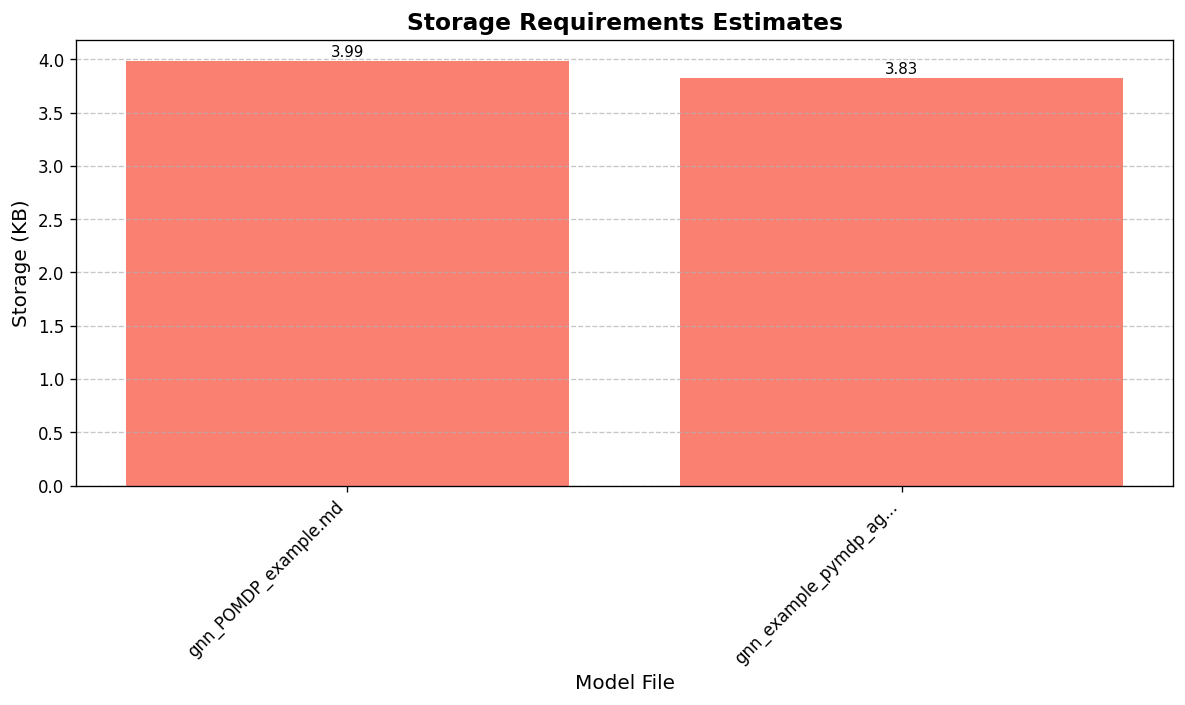 Storage Requirements Estimates
3.99
3.83
4.0
3.5
3.0
2.5
2.0
1.5
1.0
0.5
0.0
Storage (KB)
gnn_POMDP_example.md
gnn_example_pymdp_ag...
Model File